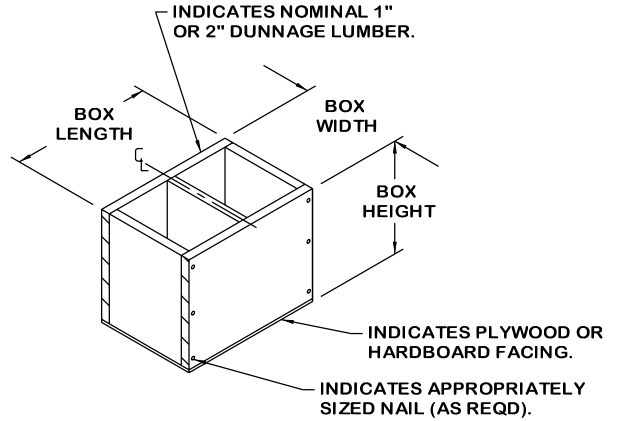 INDICATES NOMINAL 1"
OR 2" DUNNAGE LUMBER.
BOX
LENGTH
BOX
WIDTH
CL
BOX
HEIGHT
INDICATES PLYWOOD OR
HARDBOARD FACING.
INDICATES APPROPRIATELY
SIZED NAIL (AS REQD).